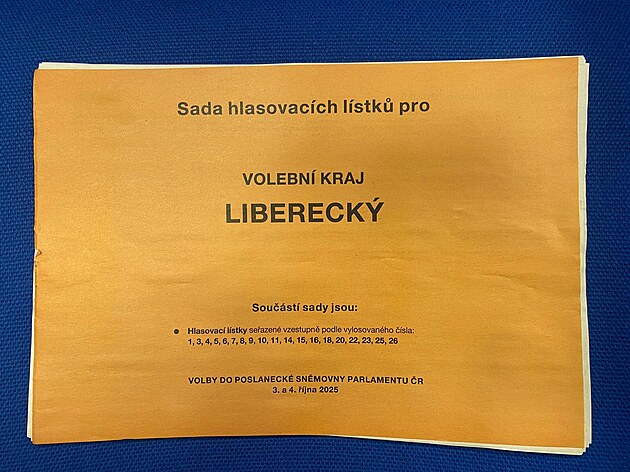 Sada hlasovacích lístků pro
VOLEBNÍ KRAJ
LIBERECKÝ
Součástí sady jsou:
● Hlasovací lístky seřazené vzestupně podle vylosovaného čísla:
1, 3, 4, 5, 6, 7, 8, 9, 10, 11, 14, 15, 16, 18, 20, 22, 23, 25, 26
VOLBY DO POSLANECKÉ SNĚMOVNY PARLAMENTU ČR
3. a 4. října 2025